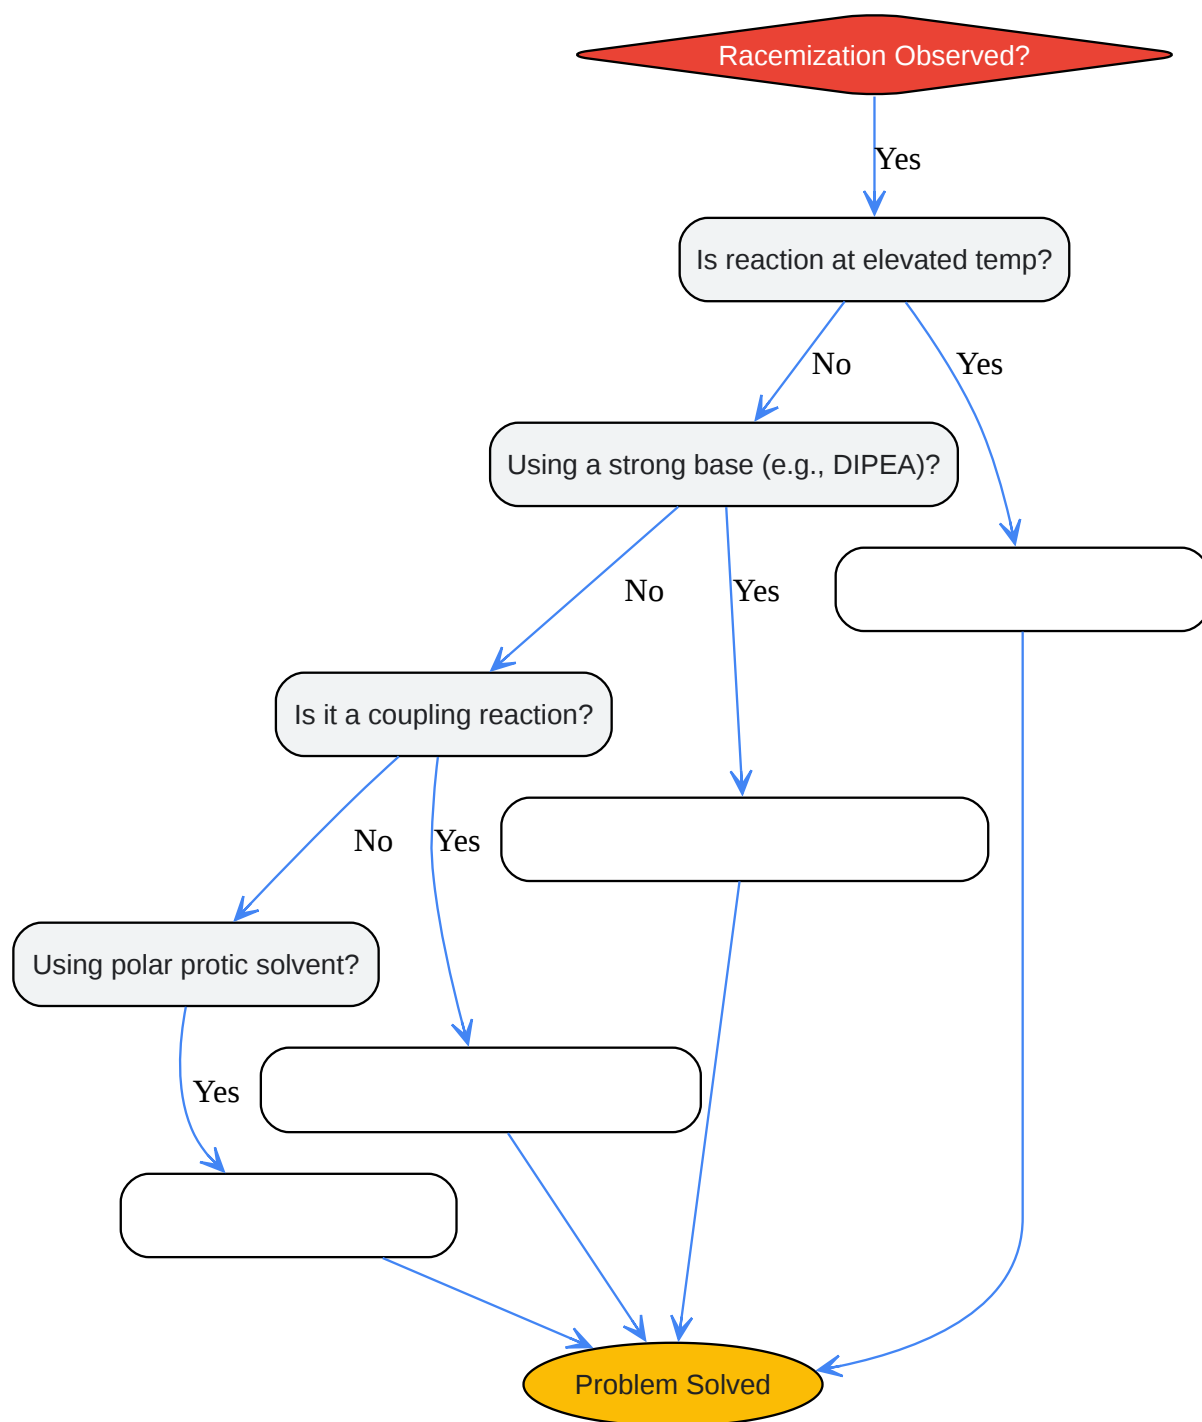 Racemization Observed?
Yes
Is reaction at elevated temp?
No
Yes
Using a strong base (e.g., DIPEA)?
No
Yes
Is it a coupling reaction?
No
Yes
Using polar protic solvent?
Yes
Problem Solved